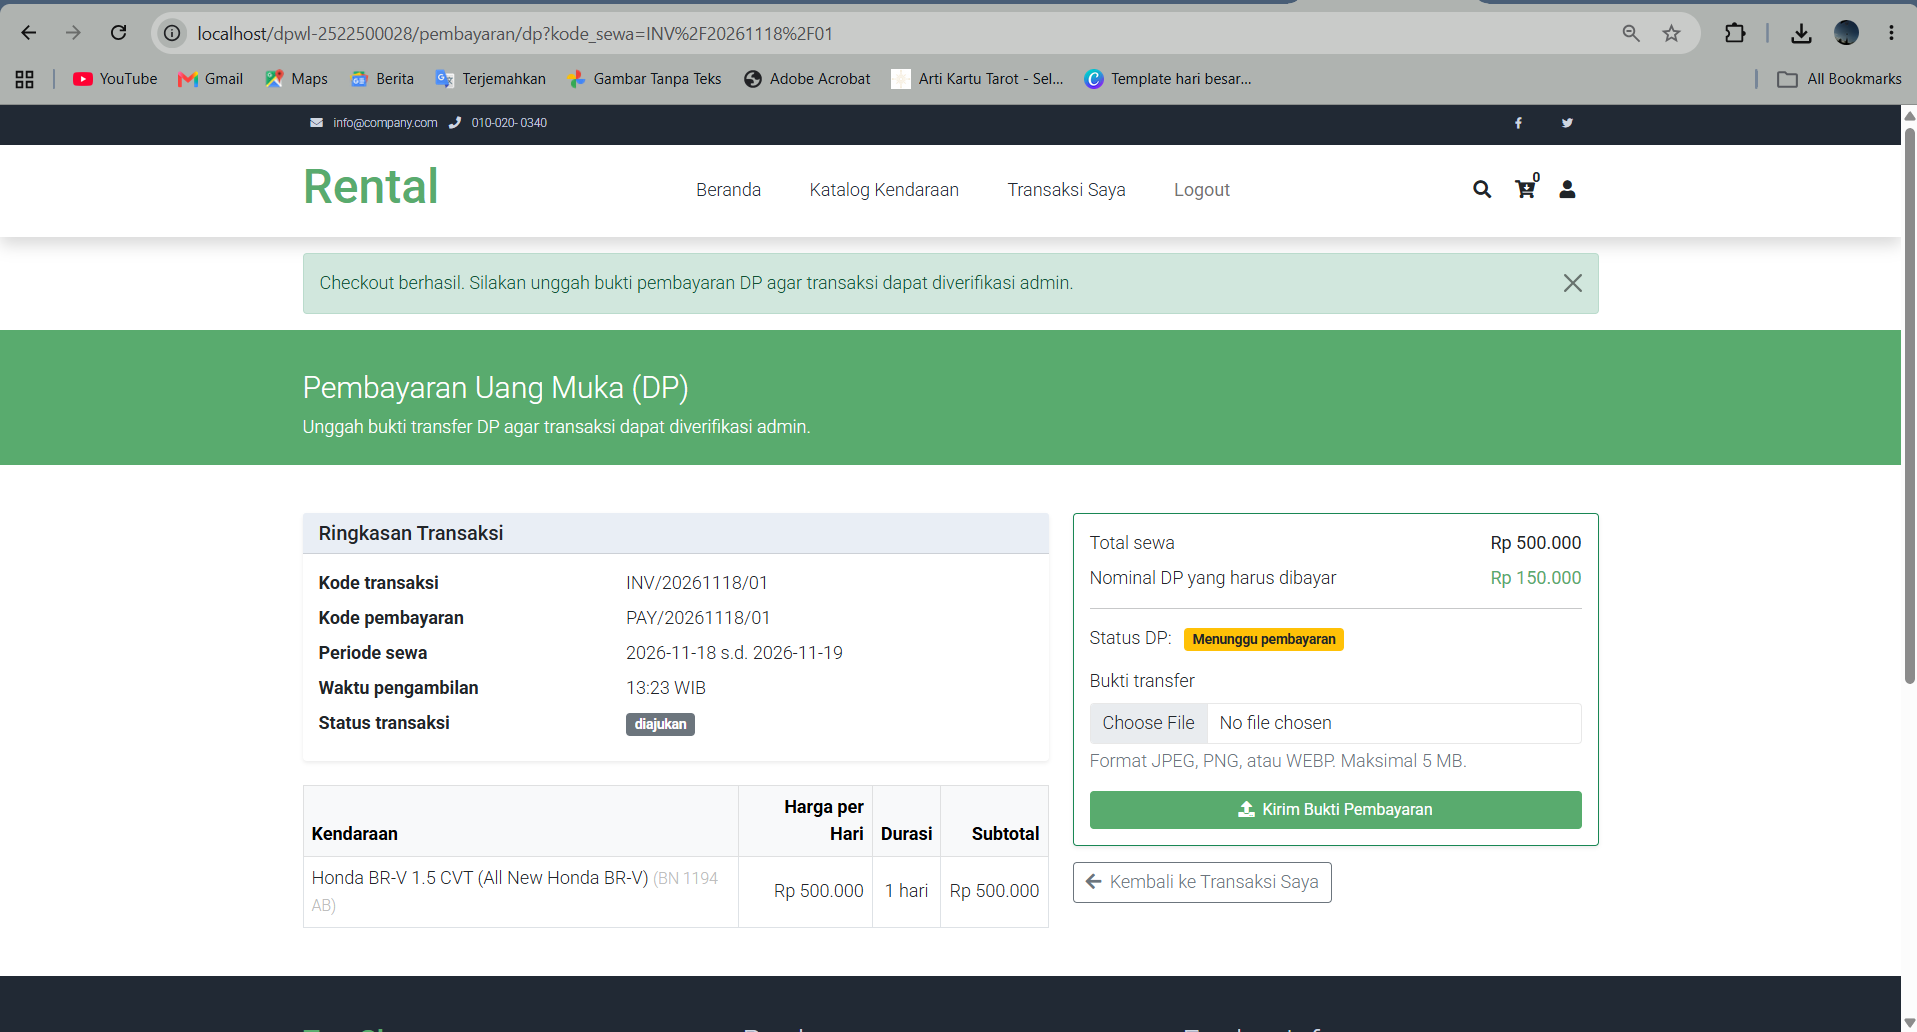 localhost/dpwl-2522500028/pembayaran/dp?kode_sewa=INV%2F20261118%2F01
YouTube Gmail Maps Berita Terjemahkan Gambar Tanpa Teks Adobe Acrobat Arti Kartu Tarot - Sel... Template hari besar... All Bookmarks
info@company.com 010-020- 0340
Rental Beranda Katalog Kendaraan Transaksi Saya Logout 0
Checkout berhasil. Silakan unggah bukti pembayaran DP agar transaksi dapat diverifikasi admin.
Pembayaran Uang Muka (DP)
Unggah bukti transfer DP agar transaksi dapat diverifikasi admin.
Ringkasan Transaksi
Kode transaksi INV/20261118/01
Kode pembayaran PAY/20261118/01
Periode sewa 2026-11-18 s.d. 2026-11-19
Waktu pengambilan 13:23 WIB
Status transaksi diajukan
Kendaraan Harga per Hari Durasi Subtotal
Honda BR-V 1.5 CVT (All New Honda BR-V) (BN 1194
AB) Rp 500.000 1 hari Rp 500.000
Total sewa Rp 500.000
Nominal DP yang harus dibayar Rp 150.000
Status DP: Menunggu pembayaran
Bukti transfer
Choose File No file chosen
Format JPEG, PNG, atau WEBP. Maksimal 5 MB.
Kirim Bukti Pembayaran
Kembali ke Transaksi Saya